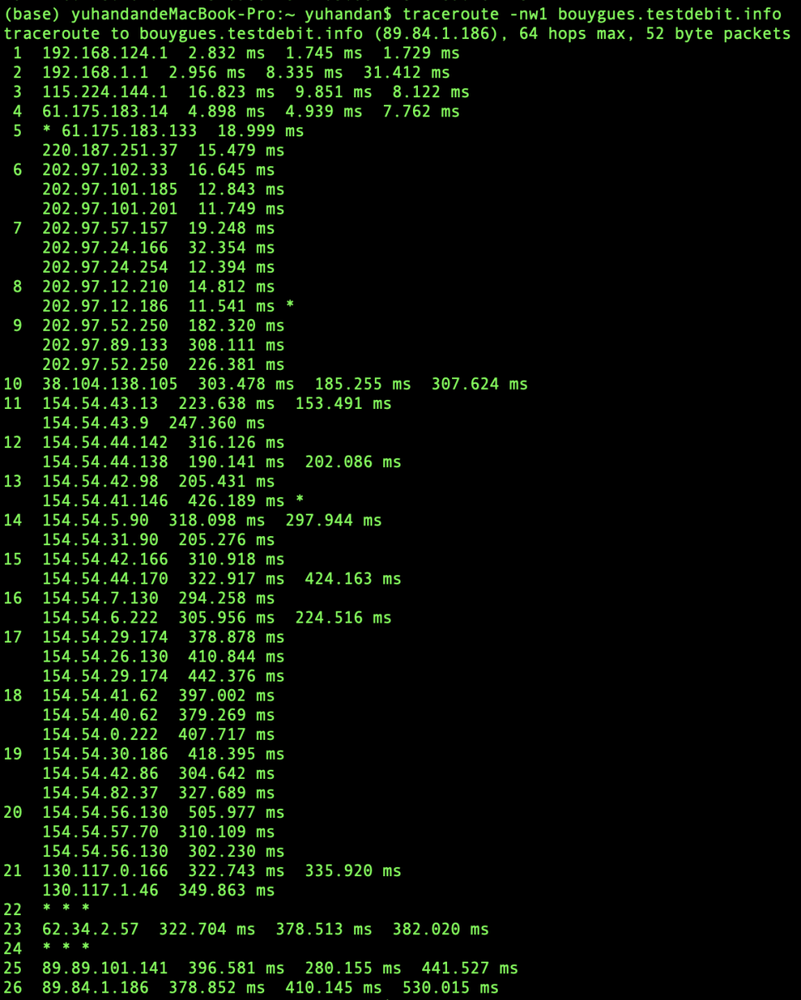 (base) yuhandandeMacBook-Pro:~ yuhandan$ traceroute -nw1 bouygues.testdebit.info
traceroute to bouygues.testdebit.info (89.84.1.186), 64 hops max, 52 byte packets
 1  192.168.124.1  2.832 ms  1.745 ms  1.729 ms
 2  192.168.1.1  2.956 ms  8.335 ms  31.412 ms
 3  115.224.144.1  16.823 ms  9.851 ms  8.122 ms
 4  61.175.183.14  4.898 ms  4.939 ms  7.762 ms
 5  * 61.175.183.133  18.999 ms
    220.187.251.37  15.479 ms
 6  202.97.102.33  16.645 ms
    202.97.101.185  12.843 ms
    202.97.101.201  11.749 ms
 7  202.97.57.157  19.248 ms
    202.97.24.166  32.354 ms
    202.97.24.254  12.394 ms
 8  202.97.12.210  14.812 ms
    202.97.12.186  11.541 ms *
 9  202.97.52.250  182.320 ms
    202.97.89.133  308.111 ms
    202.97.52.250  226.381 ms
10  38.104.138.105  303.478 ms  185.255 ms  307.624 ms
11  154.54.43.13  223.638 ms  153.491 ms
    154.54.43.9  247.360 ms
12  154.54.44.142  316.126 ms
    154.54.44.138  190.141 ms  202.086 ms
13  154.54.42.98  205.431 ms
    154.54.41.146  426.189 ms *
14  154.54.5.90  318.098 ms  297.944 ms
    154.54.31.90  205.276 ms
15  154.54.42.166  310.918 ms
    154.54.44.170  322.917 ms  424.163 ms
16  154.54.7.130  294.258 ms
    154.54.6.222  305.956 ms  224.516 ms
17  154.54.29.174  378.878 ms
    154.54.26.130  410.844 ms
    154.54.29.174  442.376 ms
18  154.54.41.62  397.002 ms
    154.54.40.62  379.269 ms
    154.54.0.222  407.717 ms
19  154.54.30.186  418.395 ms
    154.54.42.86  304.642 ms
    154.54.82.37  327.689 ms
20  154.54.56.130  505.977 ms
    154.54.57.70  310.109 ms
    154.54.56.130  302.230 ms
21  130.117.0.166  322.743 ms  335.920 ms
    130.117.1.46  349.863 ms
22  * * *
23  62.34.2.57  322.704 ms  378.513 ms  382.020 ms
24  * * *
25  89.89.101.141  396.581 ms  280.155 ms  441.527 ms
26  89.84.1.186  378.852 ms  410.145 ms  530.015 ms